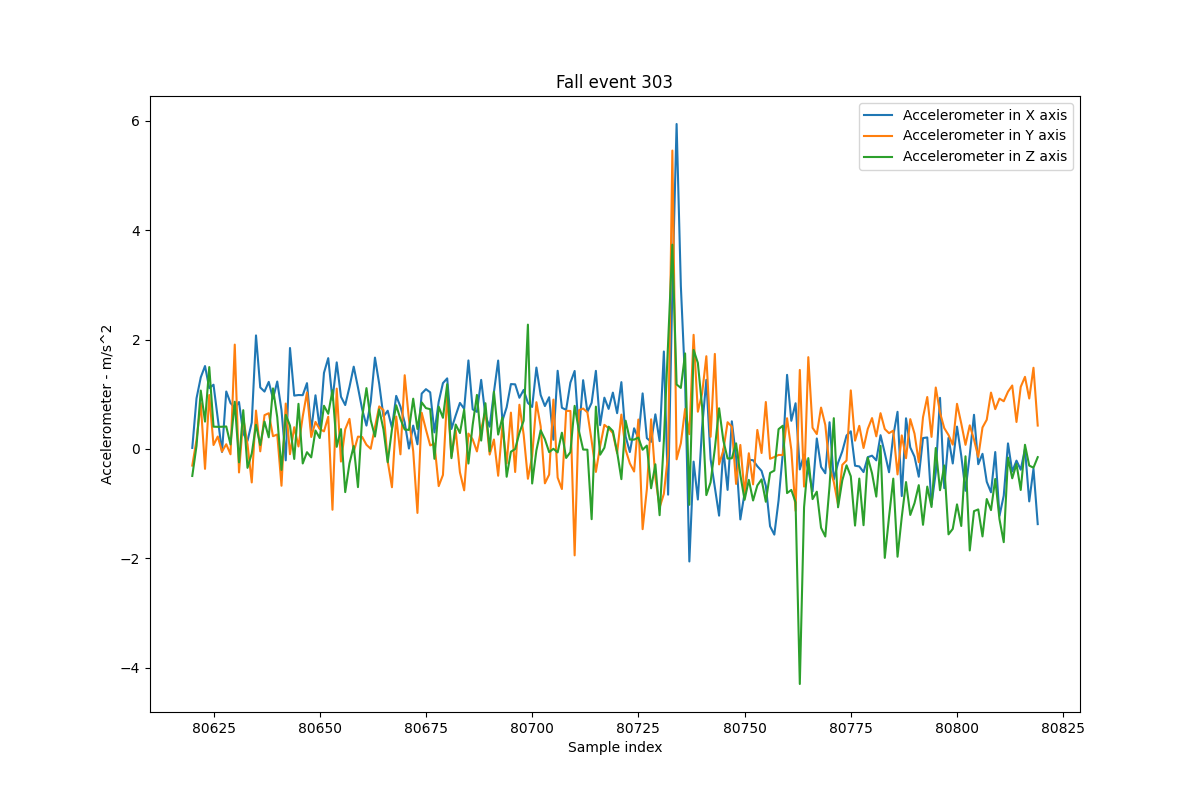 Fall event 303
Accelerometer in X axis
Accelerometer in Y axis
Accelerometer in Z axis
Accelerometer - m/s^2
6
4
2
0
−2
−4
80625 80650 80675 80700 80725 80750 80775 80800 80825
Sample index